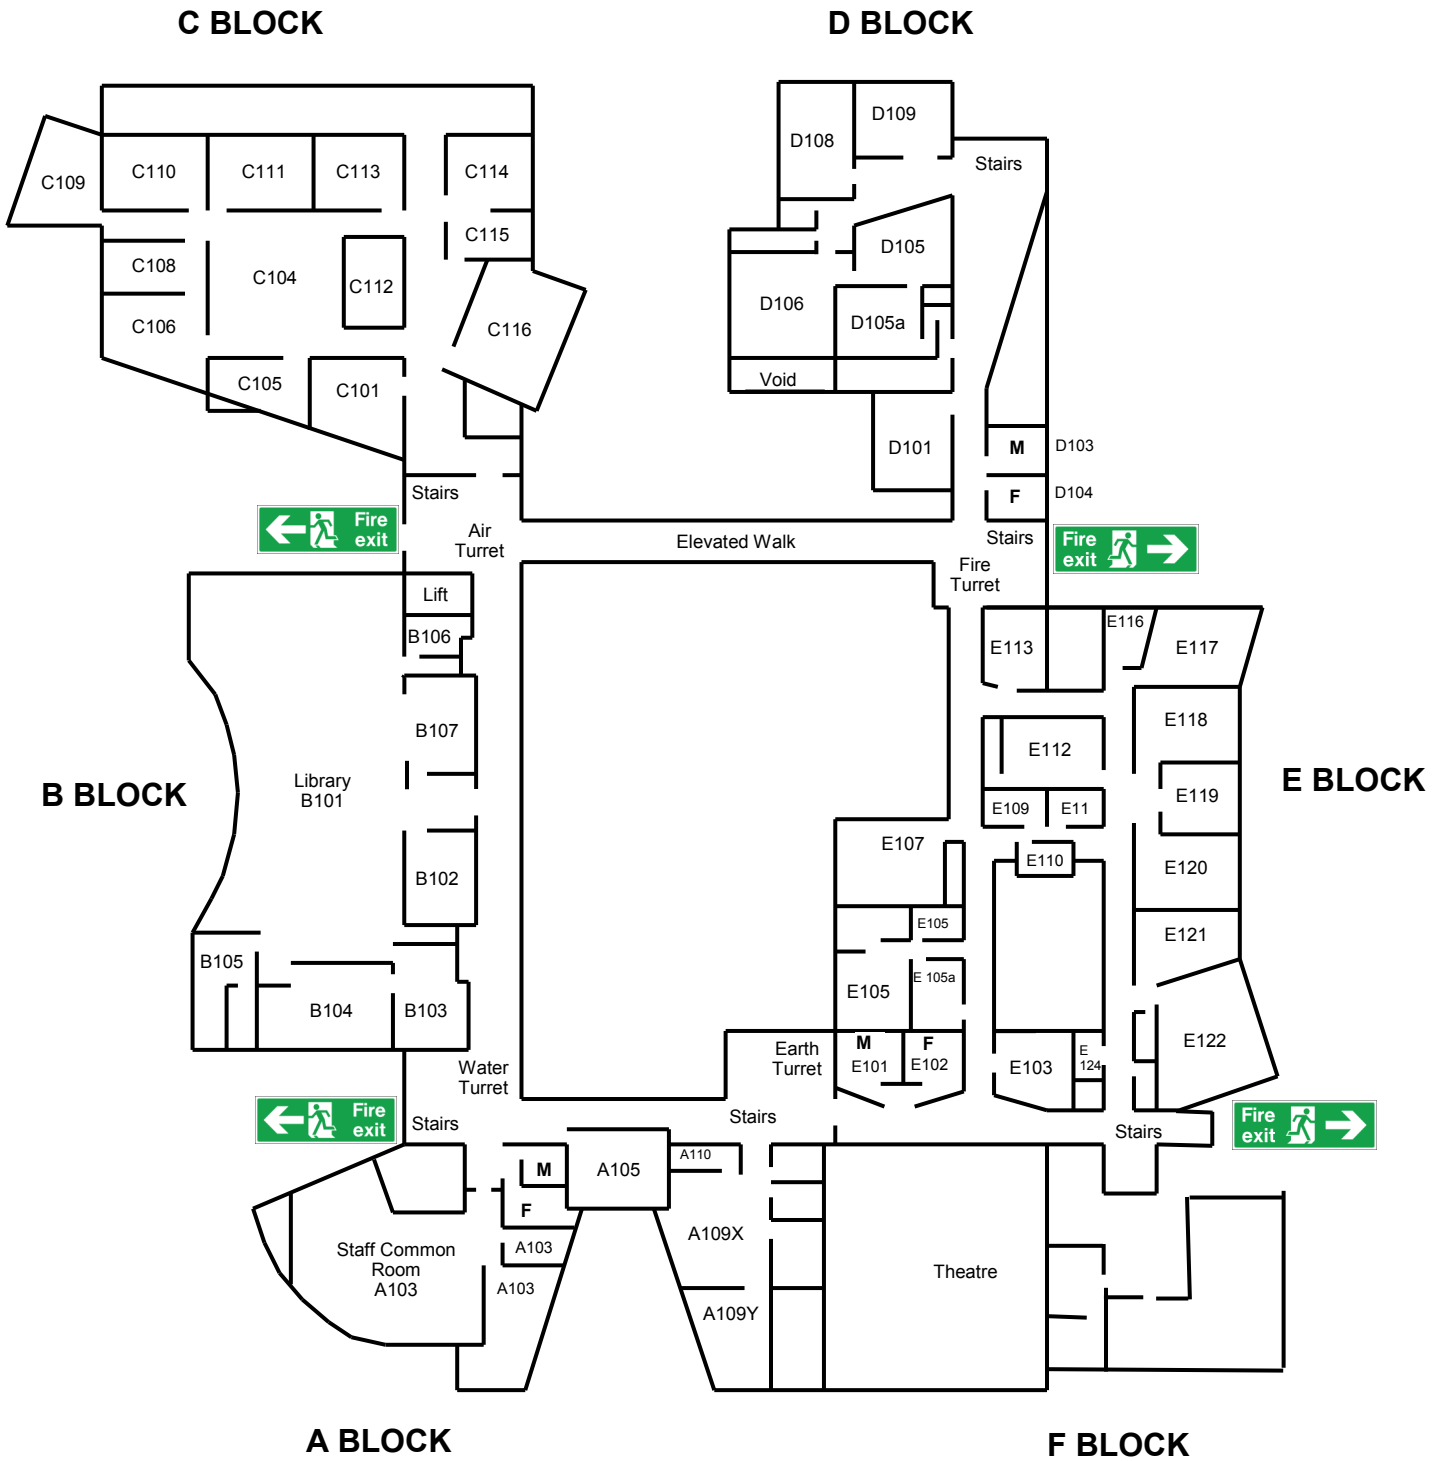 C BLOCK
D BLOCK
C109
C110
C111
C113
C114
C115
C108
C104
C112
C106
C116
C105
C101
D108
D109
Stairs
D105
D106
D105a
Void
D101
M
D103
F
D104
Stairs
Fire
exit
Air
Turret
Elevated Walk
Stairs
Fire
Turret
Fire
exit
Lift
B106
B107
Library
B101
B BLOCK
B102
B105
B104
B103
E113
E116
E117
E118
E112
E119
E BLOCK
E109
E11
E107
E110
E120
E105
E121
E105
E 105a
E122
M
E101
F
E102
E103
E
124
Earth
Turret
Water
Turret
Fire
exit
Stairs
Stairs
Stairs
Fire
exit
M
A105
A110
F
A103
A103
Staff Common
Room
A103
A109X
A109Y
Theatre
A BLOCK
F BLOCK